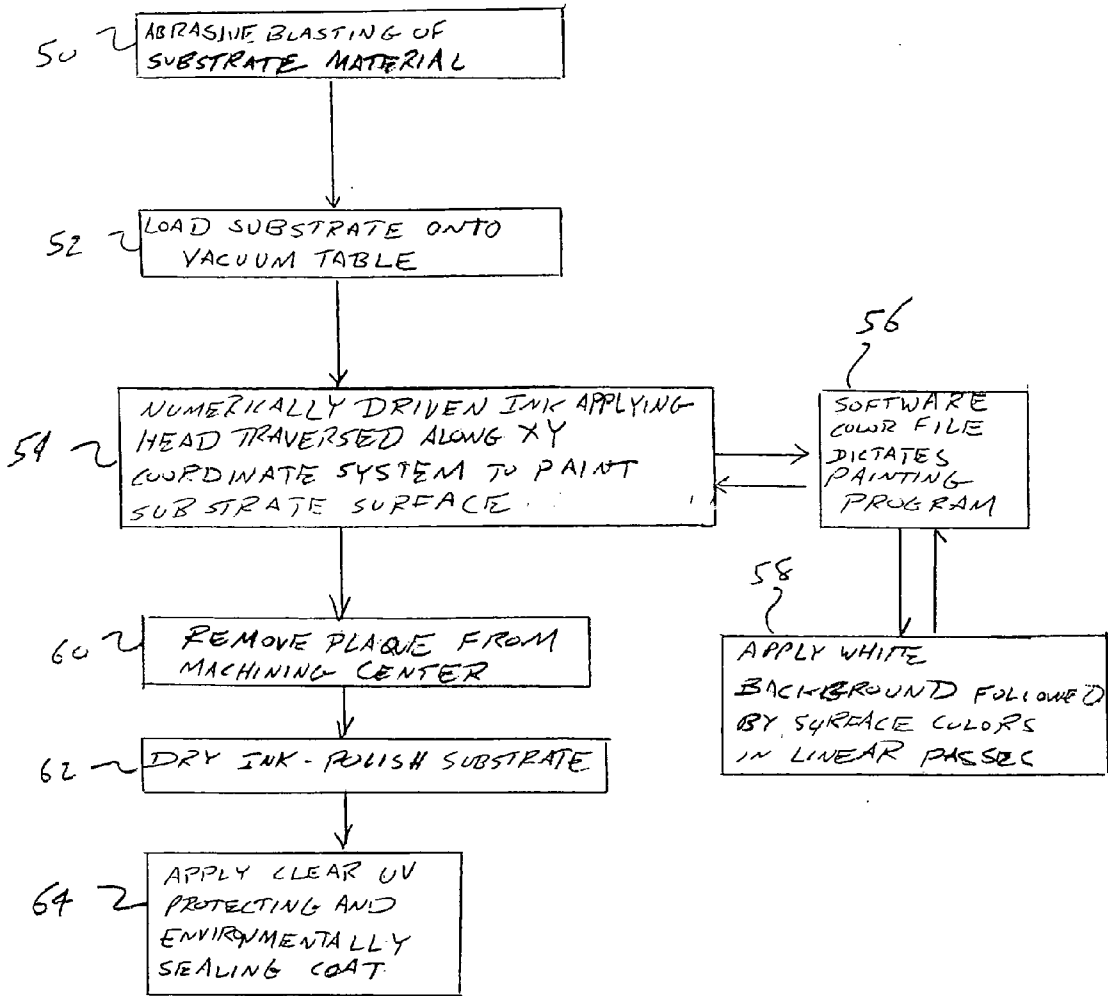 50
ABRASIVE BLASTING OF
SUBSTRATE MATERIAL
52
LOAD SUBSTRATE ONTO
VACUUM TABLE
54
NUMERICALLY DRIVEN INK APPLYING
HEAD TRAVERSED ALONG XY
COORDINATE SYSTEM TO PAINT
SUBSTRATE SURFACE.
56
SOFTWARE
COLOR FILE
DICTATES
PAINTING
PROGRAM
58
APPLY WHITE
BACKGROUND FOLLOWED
BY SURFACE COLORS
IN LINEAR PASSES
60
REMOVE PLAQUE FROM
MACHINING CENTER
62
DRY INK - POLISH SUBSTRATE
64
APPLY CLEAR UV
PROTECTING AND
ENVIRONMENTALLY
SEALING COAT